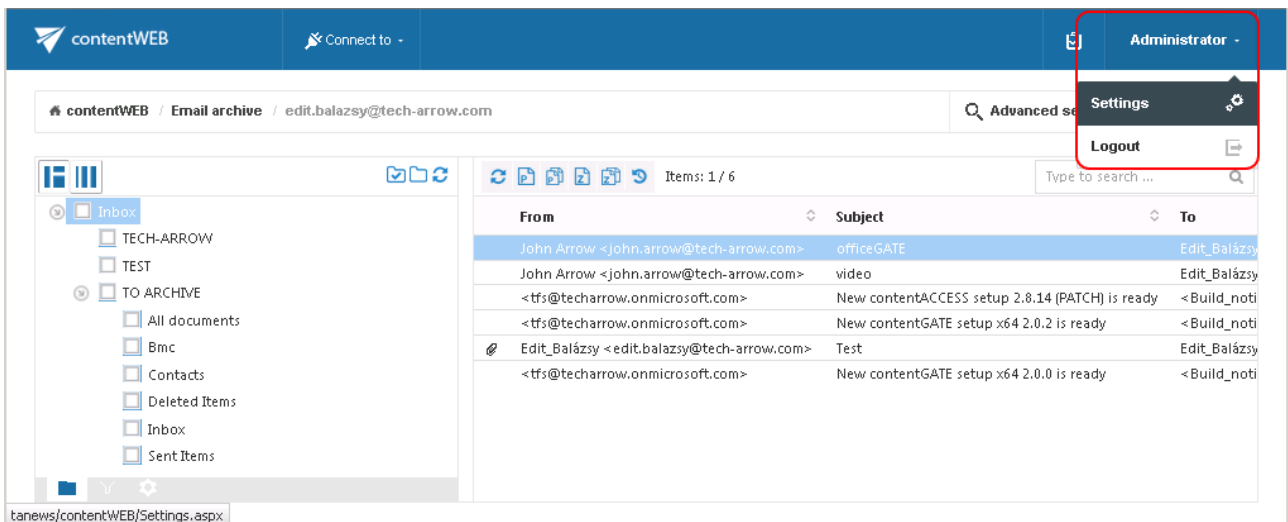 contentWEB Connect to Administrator
contentWEB / Email archive / edit.balazsy@tech-arrow.com Advanced se Settings
Logout
Items: 1 / 6 Type to search ...
Inbox
TECH-ARROW
TEST
TO ARCHIVE
All documents
Bmc
Contacts
Deleted Items
Inbox
Sent Items
From Subject To
John Arrow <john.arrow@tech-arrow.com> officeGATE Edit_Balázsy
John Arrow <john.arrow@tech-arrow.com> video Edit_Balázsy
<tfs@techarrow.onmicrosoft.com> New contentACCESS setup 2.8.14 (PATCH) is ready <Build_noti
<tfs@techarrow.onmicrosoft.com> New contentGATE setup x64 2.0.2 is ready <Build_noti
Edit_Balázsy <edit.balazsy@tech-arrow.com> Test Edit_Balázsy
<tfs@techarrow.onmicrosoft.com> New contentGATE setup x64 2.0.0 is ready <Build_noti
tanews/contentWEB/Settings.aspx